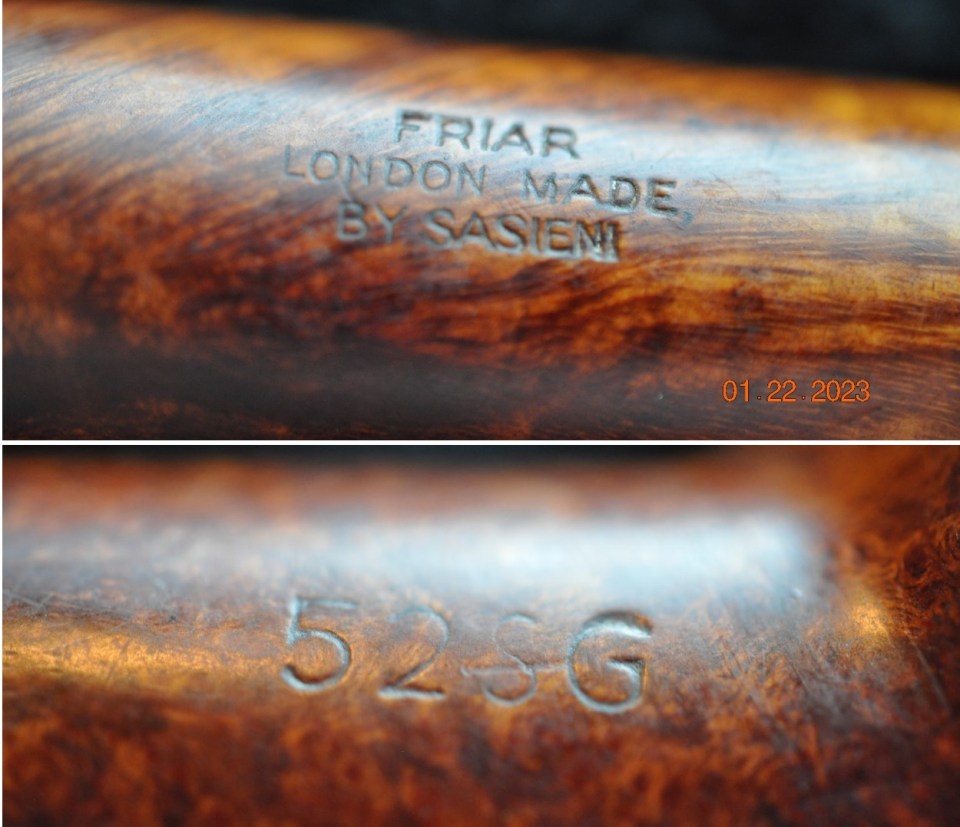 FRIAR
LONDON MADE,
BY SASIENI
01.22.2023
52SG